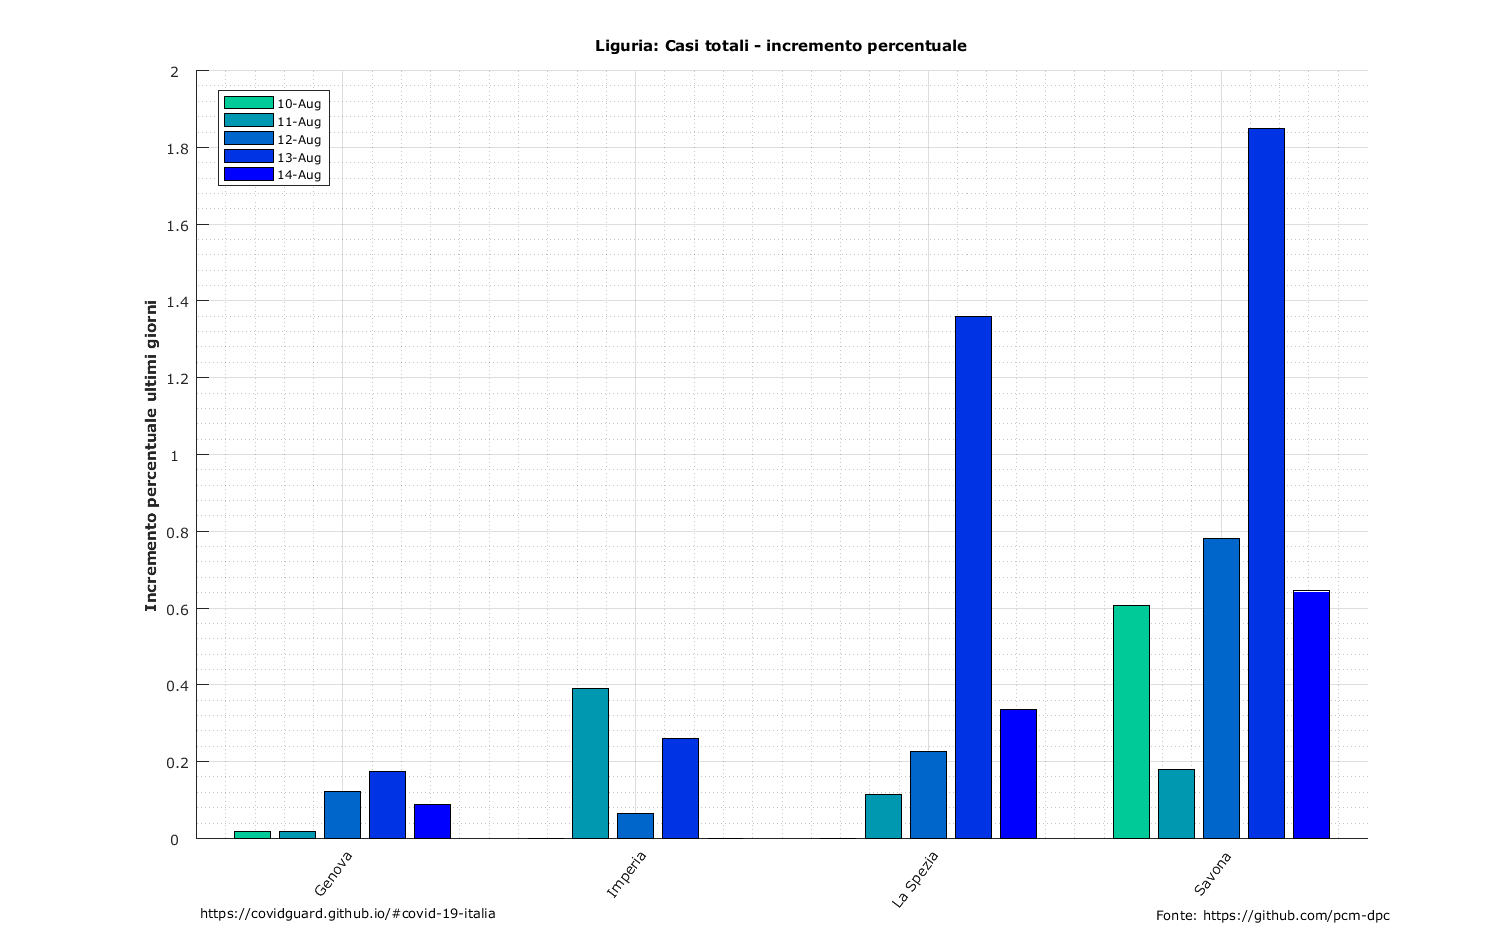 Liguria: Casi totali - incremento percentuale
2
1.8
1.6
1.4
1.2
1
0.8
0.6
0.4
0.2
0
Incremento percentuale ultimi giorni
10-Aug
11-Aug
12-Aug
13-Aug
14-Aug
Genova
Imperia
La Spezia
Savona
https://covidguard.github.io/#covid-19-italia
Fonte: https://github.com/pcm-dpc